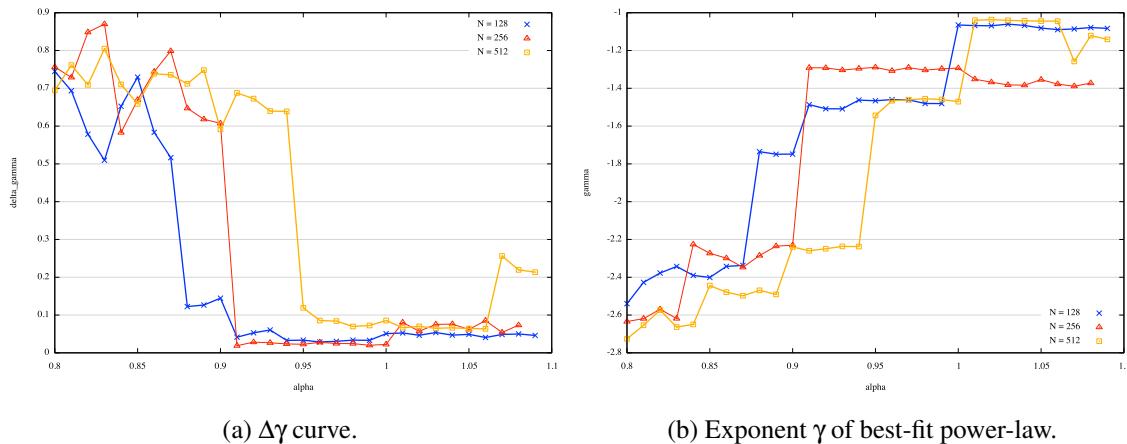 0.9
0.8
0.7
0.6
0.5
0.4
0.3
0.2
0.1
0
delta_gamma
0.8 0.85 0.9 0.95 1 1.05 1.1
alpha
N = 128
N = 256
N = 512
(a) Δγ curve.
-1
-1.2
-1.4
-1.6
-1.8
-2
-2.2
-2.4
-2.6
-2.8
gamma
0.8 0.85 0.9 0.95 1 1.05 1.1
alpha
N = 128
N = 256
N = 512
(b) Exponent γ of best-fit power-law.